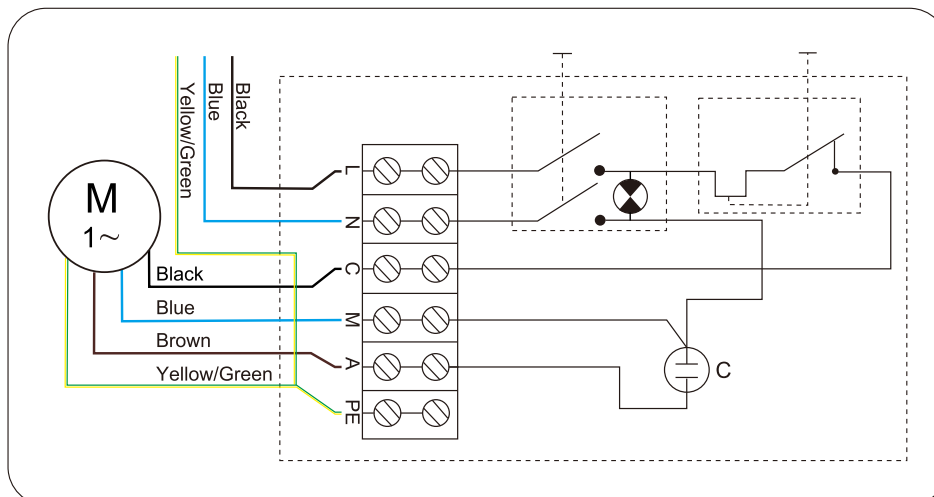 Yellow/Green
Blue
Black
M
1~
L
N
C
M
A
PE
Black
Blue
Brown
Yellow/Green
C